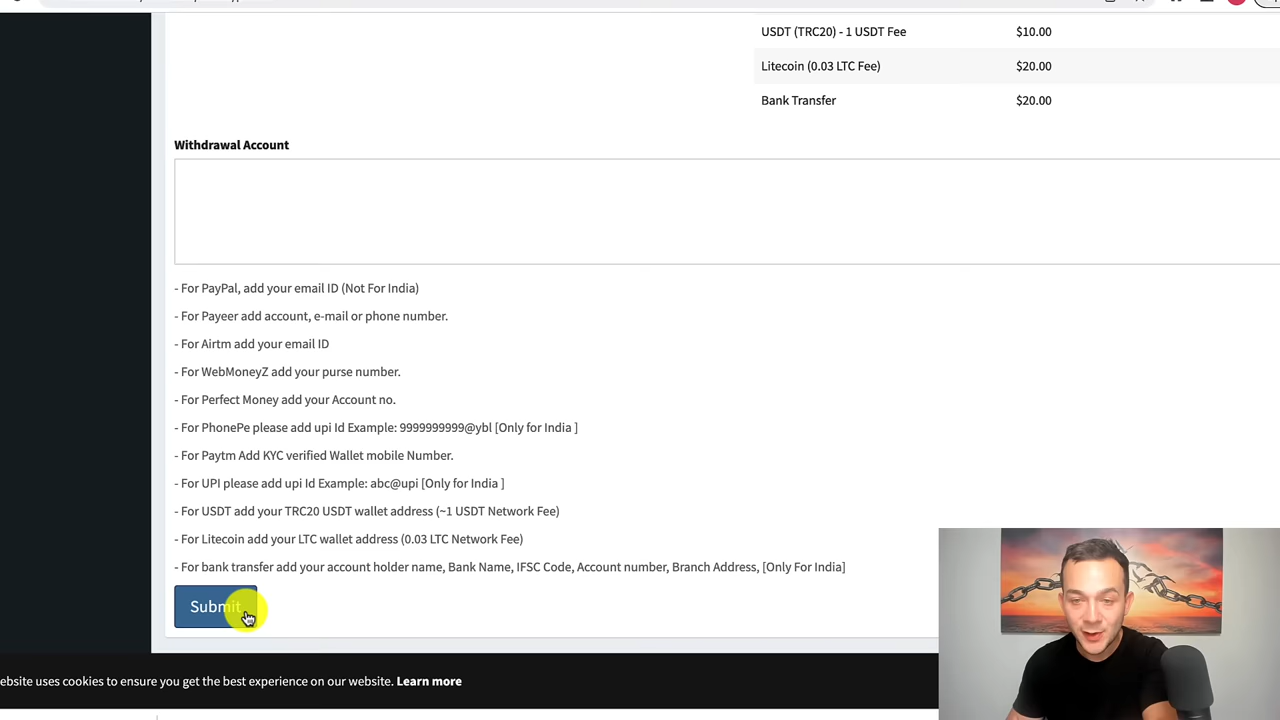 USDT (TRC20) - 1 USDT Fee $10.00
Litecoin (0.03 LTC Fee) $20.00
Bank Transfer $20.00
Withdrawal Account
- For PayPal, add your email ID (Not For India)
- For Payeer add account, e-mail or phone number.
- For Airtm add your email ID
- For WebMoneyZ add your purse number.
- For Perfect Money add your Account no.
- For PhonePe please add upi Id Example: 9999999999@ybl [Only for India ]
- For Paytm Add KYC verified Wallet mobile Number.
- For UPI please add upi Id Example: abc@upi [Only for India ]
- For USDT add your TRC20 USDT wallet address (~1 USDT Network Fee)
- For Litecoin add your LTC wallet address (0.03 LTC Network Fee)
- For bank transfer add your account holder name, Bank Name, IFSC Code, Account number, Branch Address, [Only For India]
Submit
ebsite uses cookies to ensure you get the best experience on our website. Learn more